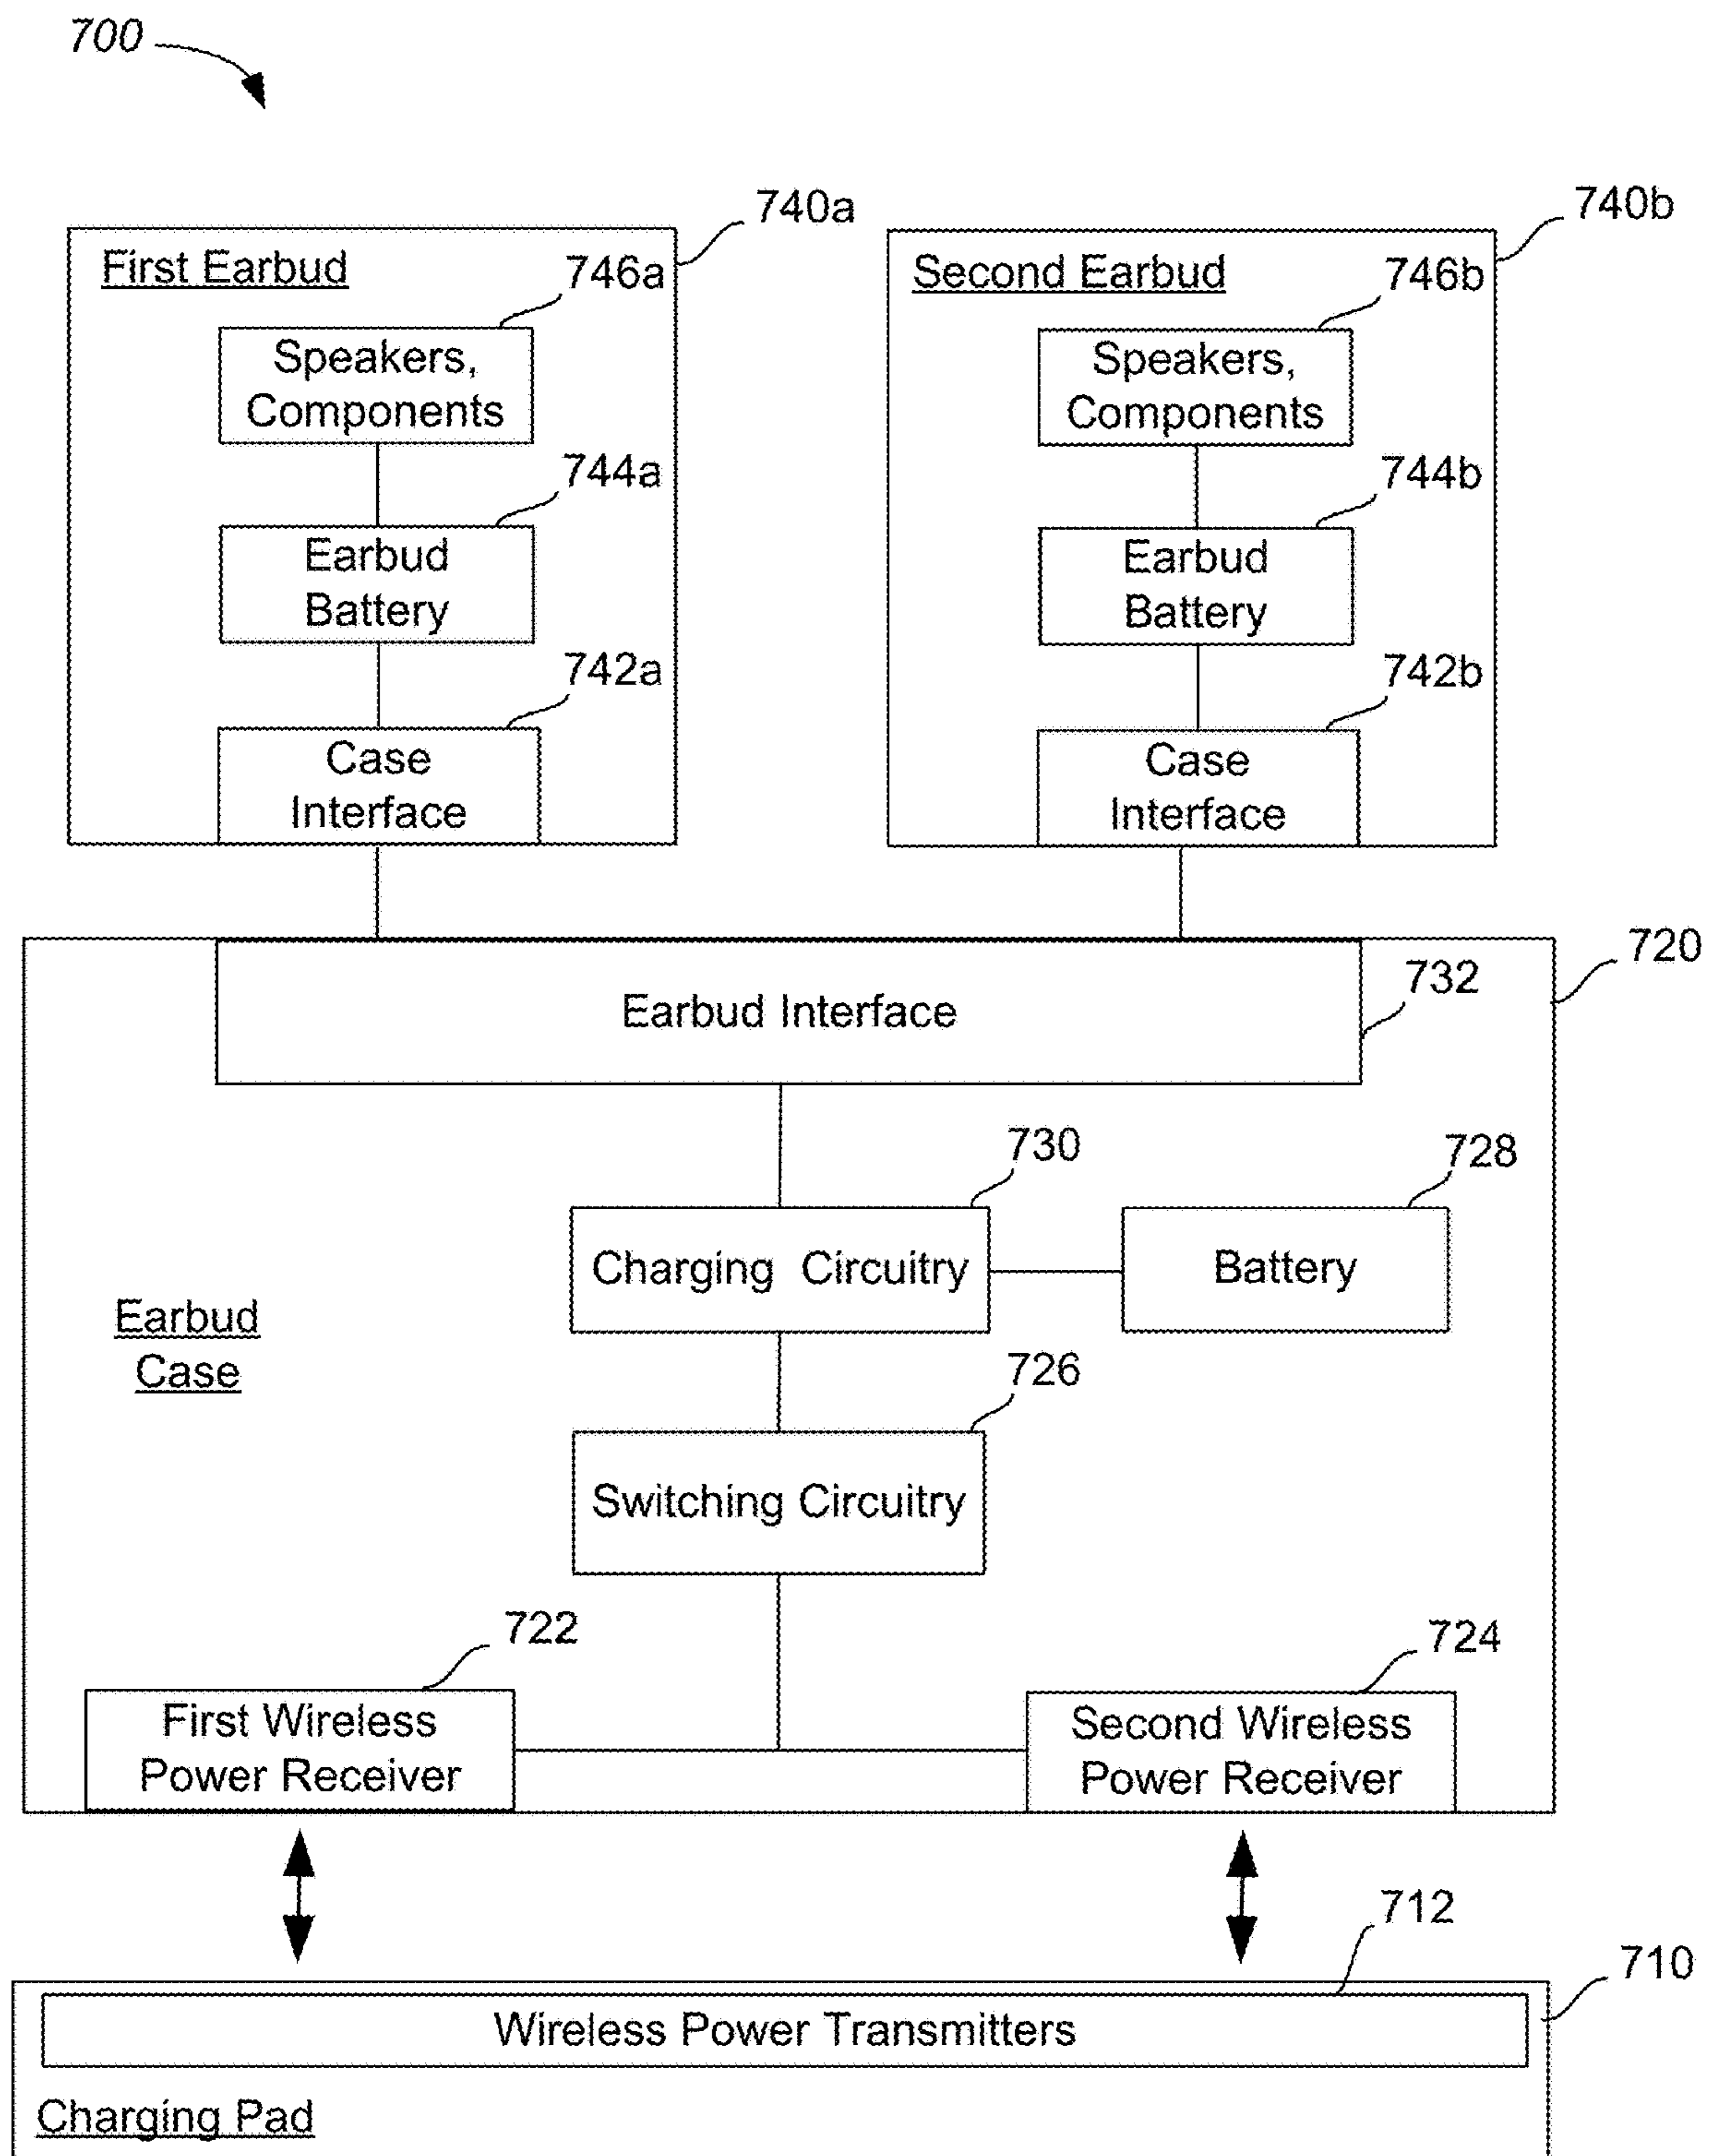 700
740a
740b
First Earbud
Second Earbud
746a
746b
Speakers,
Components
Speakers,
Components
744a
744b
Earbud
Battery
Earbud
Battery
742a
742b
Case
Interface
Case
Interface
720
732
Earbud Interface
730
728
Charging Circuitry
Battery
Earbud
Case
726
Switching Circuitry
722
724
First Wireless
Power Receiver
Second Wireless
Power Receiver
712
710
Wireless Power Transmitters
Charging Pad